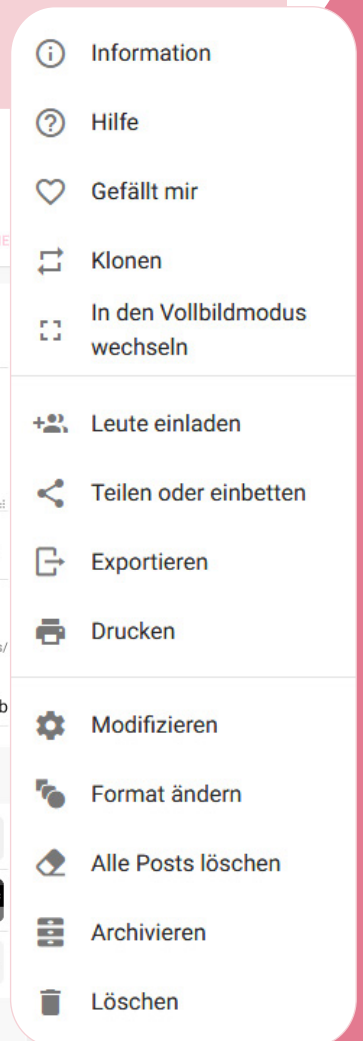 Information
Hilfe
Gefällt mir
Klonen
In den Vollbildmodus
wechseln
Leute einladen
Teilen oder einbetten
Exportieren
Drucken
Modifizieren
Format ändern
Alle Posts löschen
Archivieren
Löschen